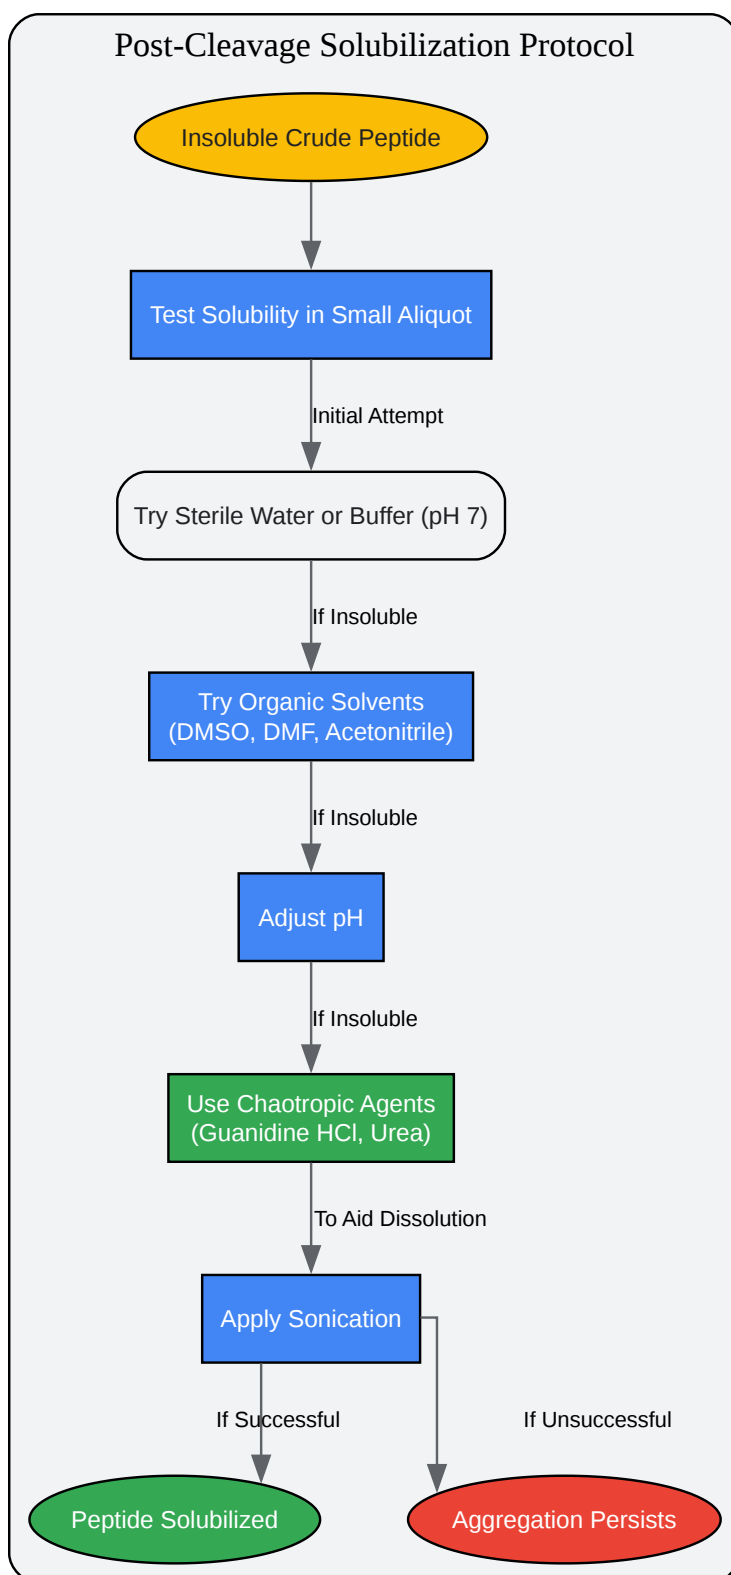 Post-Cleavage Solubilization Protocol
Insoluble Crude Peptide
Test Solubility in Small Aliquot
Initial Attempt
Try Sterile Water or Buffer (pH 7)
If Insoluble
Try Organic Solvents
(DMSO, DMF, Acetonitrile)
If Insoluble
Adjust pH
If Insoluble
Use Chaotropic Agents
(Guanidine HCl, Urea)
To Aid Dissolution
Apply Sonication
If Successful
If Unsuccessful
Peptide Solubilized
Aggregation Persists